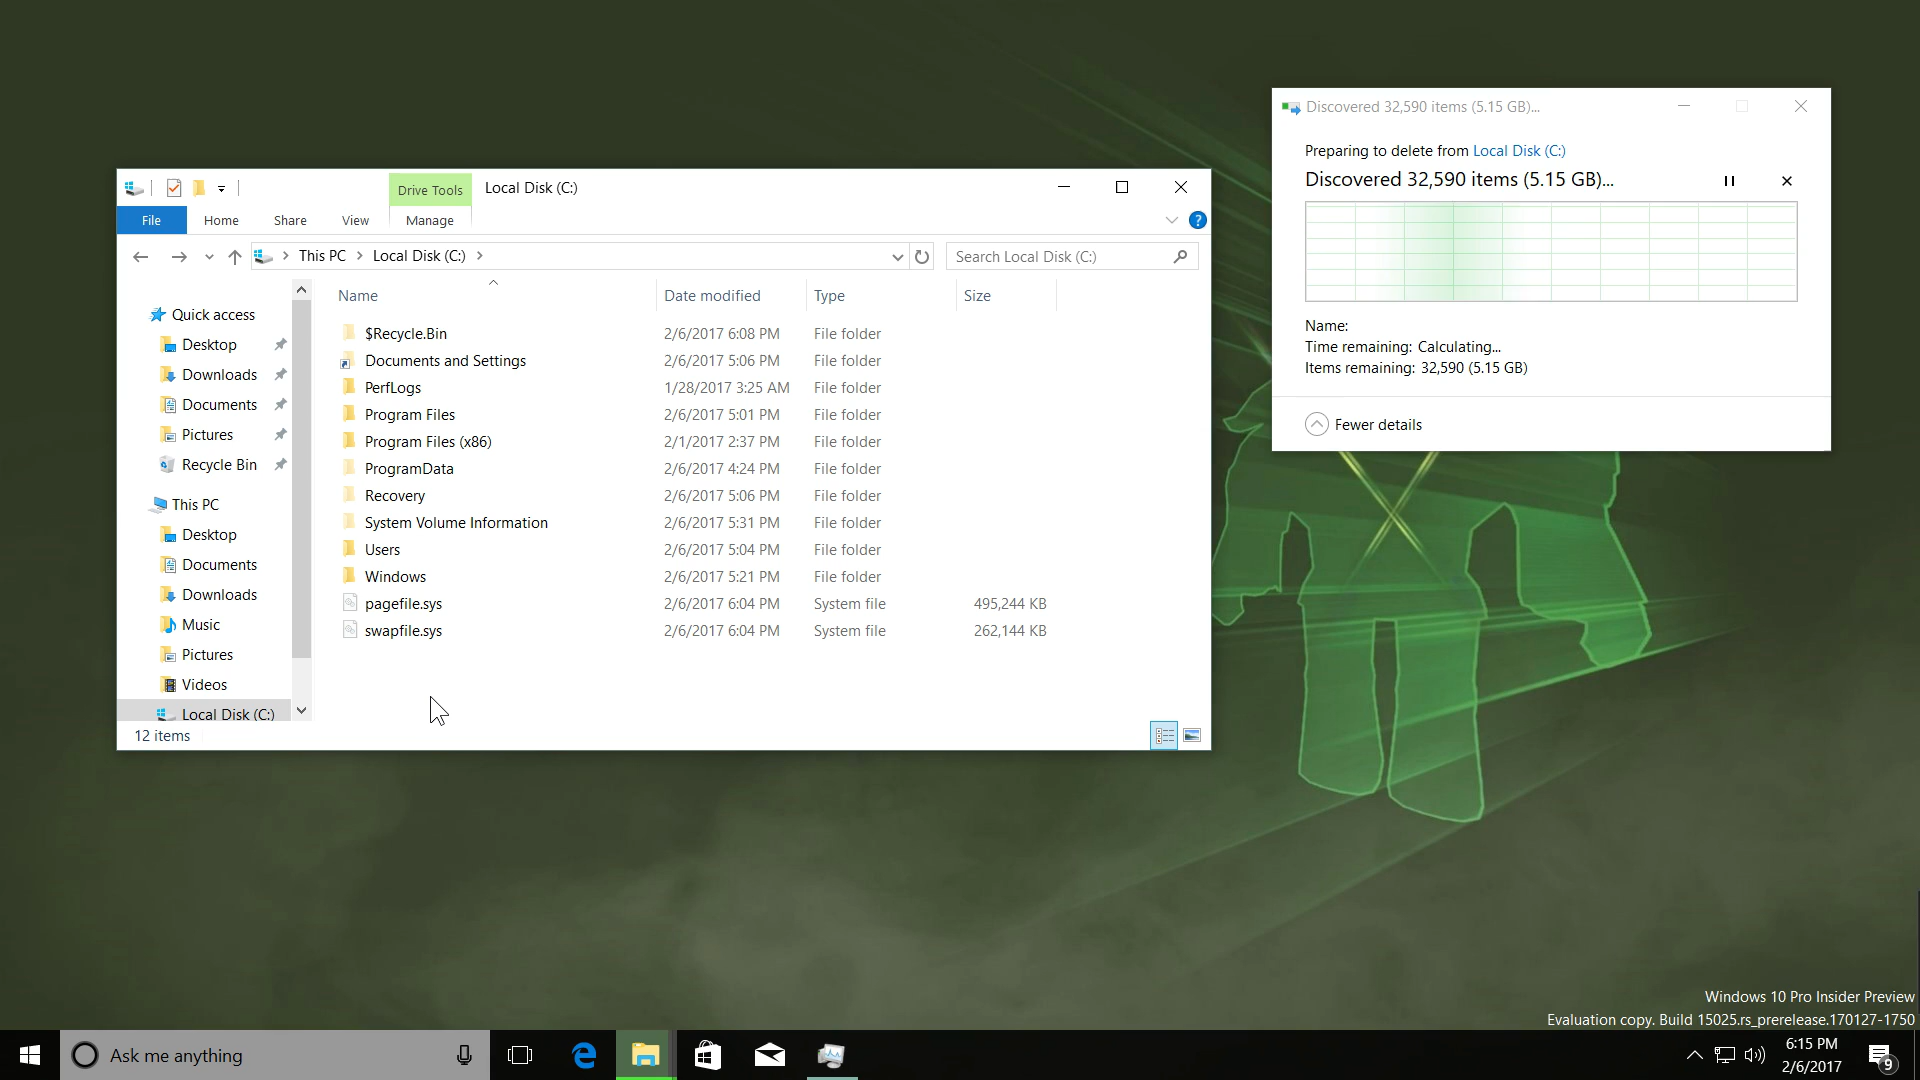 Discovered 32,590 items (5.15 GB)...
Preparing to delete from Local Disk (C:)
Discovered 32,590 items (5.15 GB)...
Name:
Time remaining: Calculating...
Items remaining: 32,590 (5.15 GB)
Fewer details
Drive Tools
Local Disk (C:)
File Home Share View Manage
This PC Local Disk (C:)
Search Local Disk (C:)
Quick access
Desktop
Downloads
Documents
Pictures
Recycle Bin
This PC
Desktop
Documents
Downloads
Music
Pictures
Videos
Local Disk (C:)
Name Date modified Type Size
$Recycle.Bin 2/6/2017 6:08 PM File folder
Documents and Settings 2/6/2017 5:06 PM File folder
PerfLogs 1/28/2017 3:25 AM File folder
Program Files 2/6/2017 5:01 PM File folder
Program Files (x86) 2/1/2017 2:37 PM File folder
ProgramData 2/6/2017 4:24 PM File folder
Recovery 2/6/2017 5:06 PM File folder
System Volume Information 2/6/2017 5:31 PM File folder
Users 2/6/2017 5:04 PM File folder
Windows 2/6/2017 5:21 PM File folder
pagefile.sys 2/6/2017 6:04 PM System file 495,244 KB
swapfile.sys 2/6/2017 6:04 PM System file 262,144 KB
12 items
Windows 10 Pro Insider Preview
Evaluation copy. Build 15025.rs_prerelease.170127-1750
Ask me anything
6:15 PM
2/6/2017
9